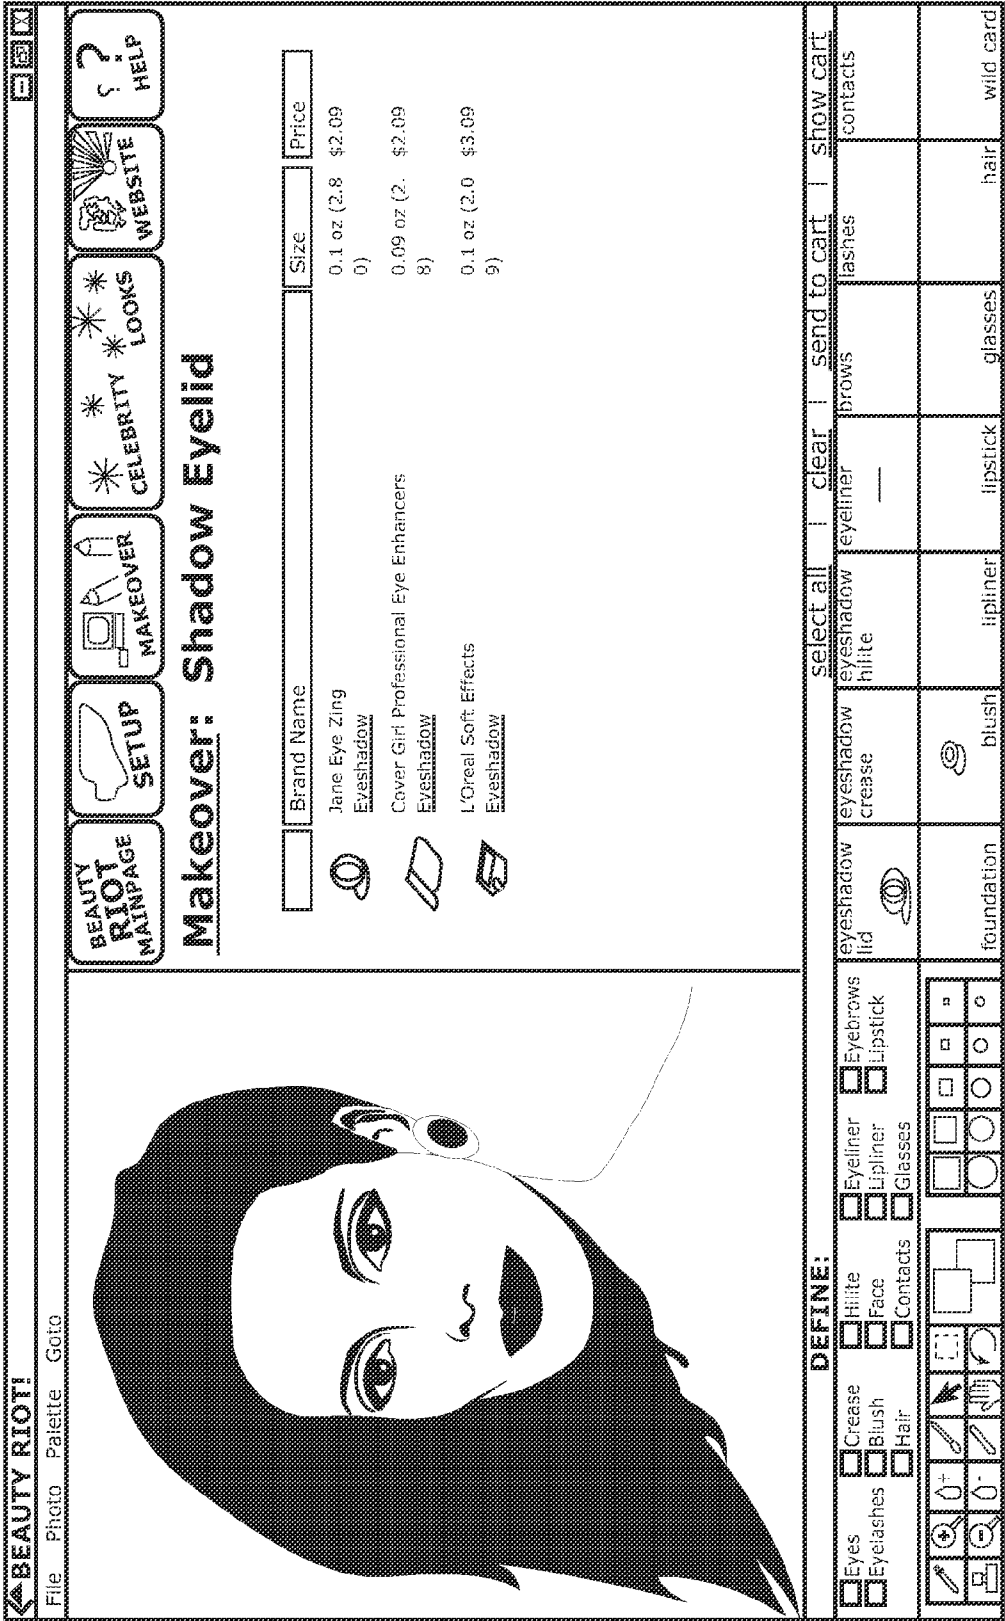 BEAUTY RIOT!
File Photo Palette Goto
BEAUTY
RIOT
MAINPAGE
SETUP
MAKEOVER
CELEBRITY LOOKS
WEBSITE
? ?
HELP
Makeover: Shadow Eyelid
Brand Name Size Price
Jane Eye Zing 0.1 oz (2.8 $2.09
Eyeshadow 0)
Cover Girl Professional Eye Enhancers 0.09 oz (2. $2.09
Eyeshadow 8)
L'Oreal Soft Effects 0.1 oz (2.0 $3.09
Eyeshadow 9)
DEFINE:
select all | clear | send to cart | show cart
Eyes Crease Hilite Eyeliner Eyebrows
Eyelashes Blush Face Lipliner Lipstick
Hair Contacts Glasses
eyeshadow
lid
eyeshadow
crease
eyeshadow
hilite
eyeliner
brows
lashes
contacts
foundation
blush
lipliner
lipstick
glasses
hair
wild card